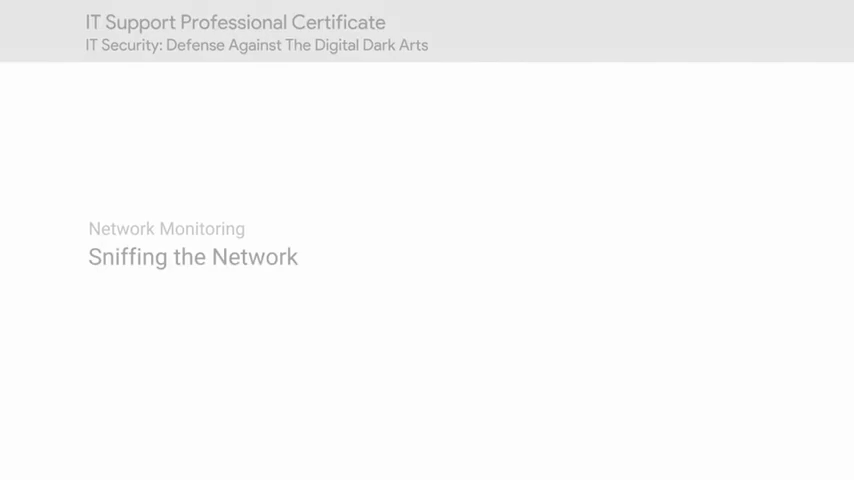 IT Support Professional Certificate
IT Security: Defense Against The Digital Dark Arts
Network Monitoring
Sniffing the Network